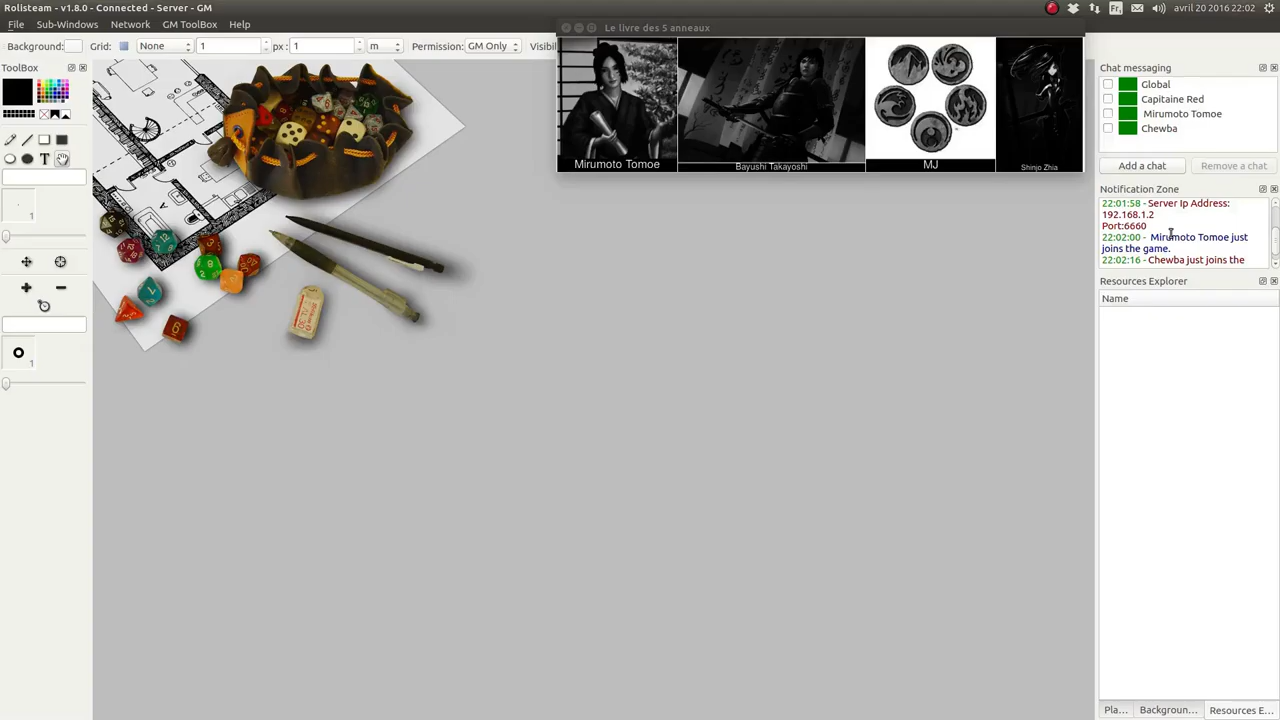 Rolisteam - v1.8.0 - Connected - Server - GM
Fr
avril 20 2016 22:02
File Sub-Windows Network GM ToolBox Help
Le livre des 5 anneaux
Background: Grid: None 1 px : 1 m Permission: GM Only Visibil
ToolBox
T
1
1
Mirumoto Tomoe
Bayushi Takayoshi
MJ
Shinjo Zhia
Chat messaging
Global
Capitaine Red
Mirumoto Tomoe
Chewba
Add a chat Remove a chat
Notification Zone
22:01:58 - Server Ip Address:
192.168.1.2
Port:6660
22:02:00 - Mirumoto Tomoe just
joins the game.
22:02:16 - Chewba just joins the
Resources Explorer
Name
Pla... Backgroun... Resources E...